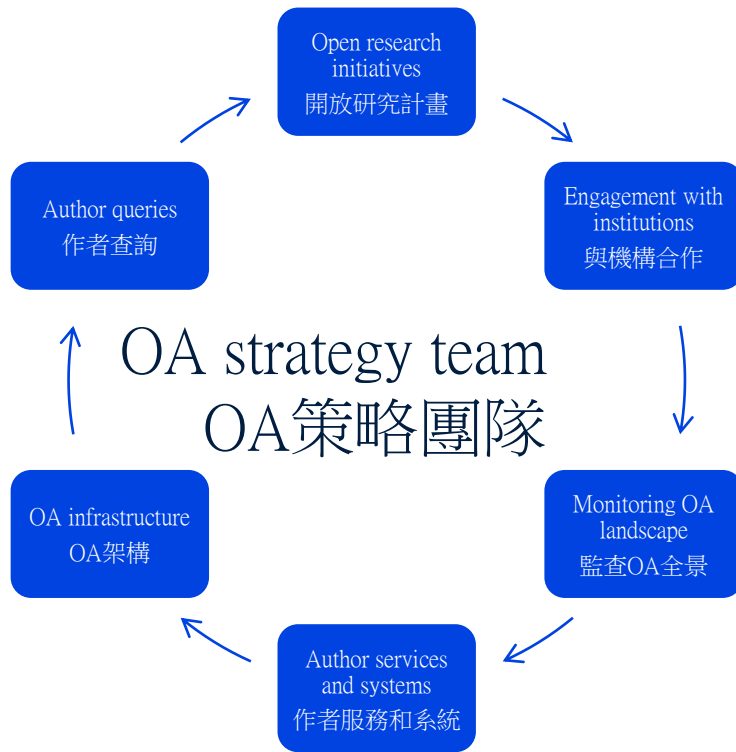 Open research
initiatives
開放研究計畫
Author queries
作者查詢
Engagement with
institutions
與機構合作
OA strategy team
OA策略團隊
OA infrastructure
OA架構
Monitoring OA
landscape
監查OA全景
Author services
and systems
作者服務和系統